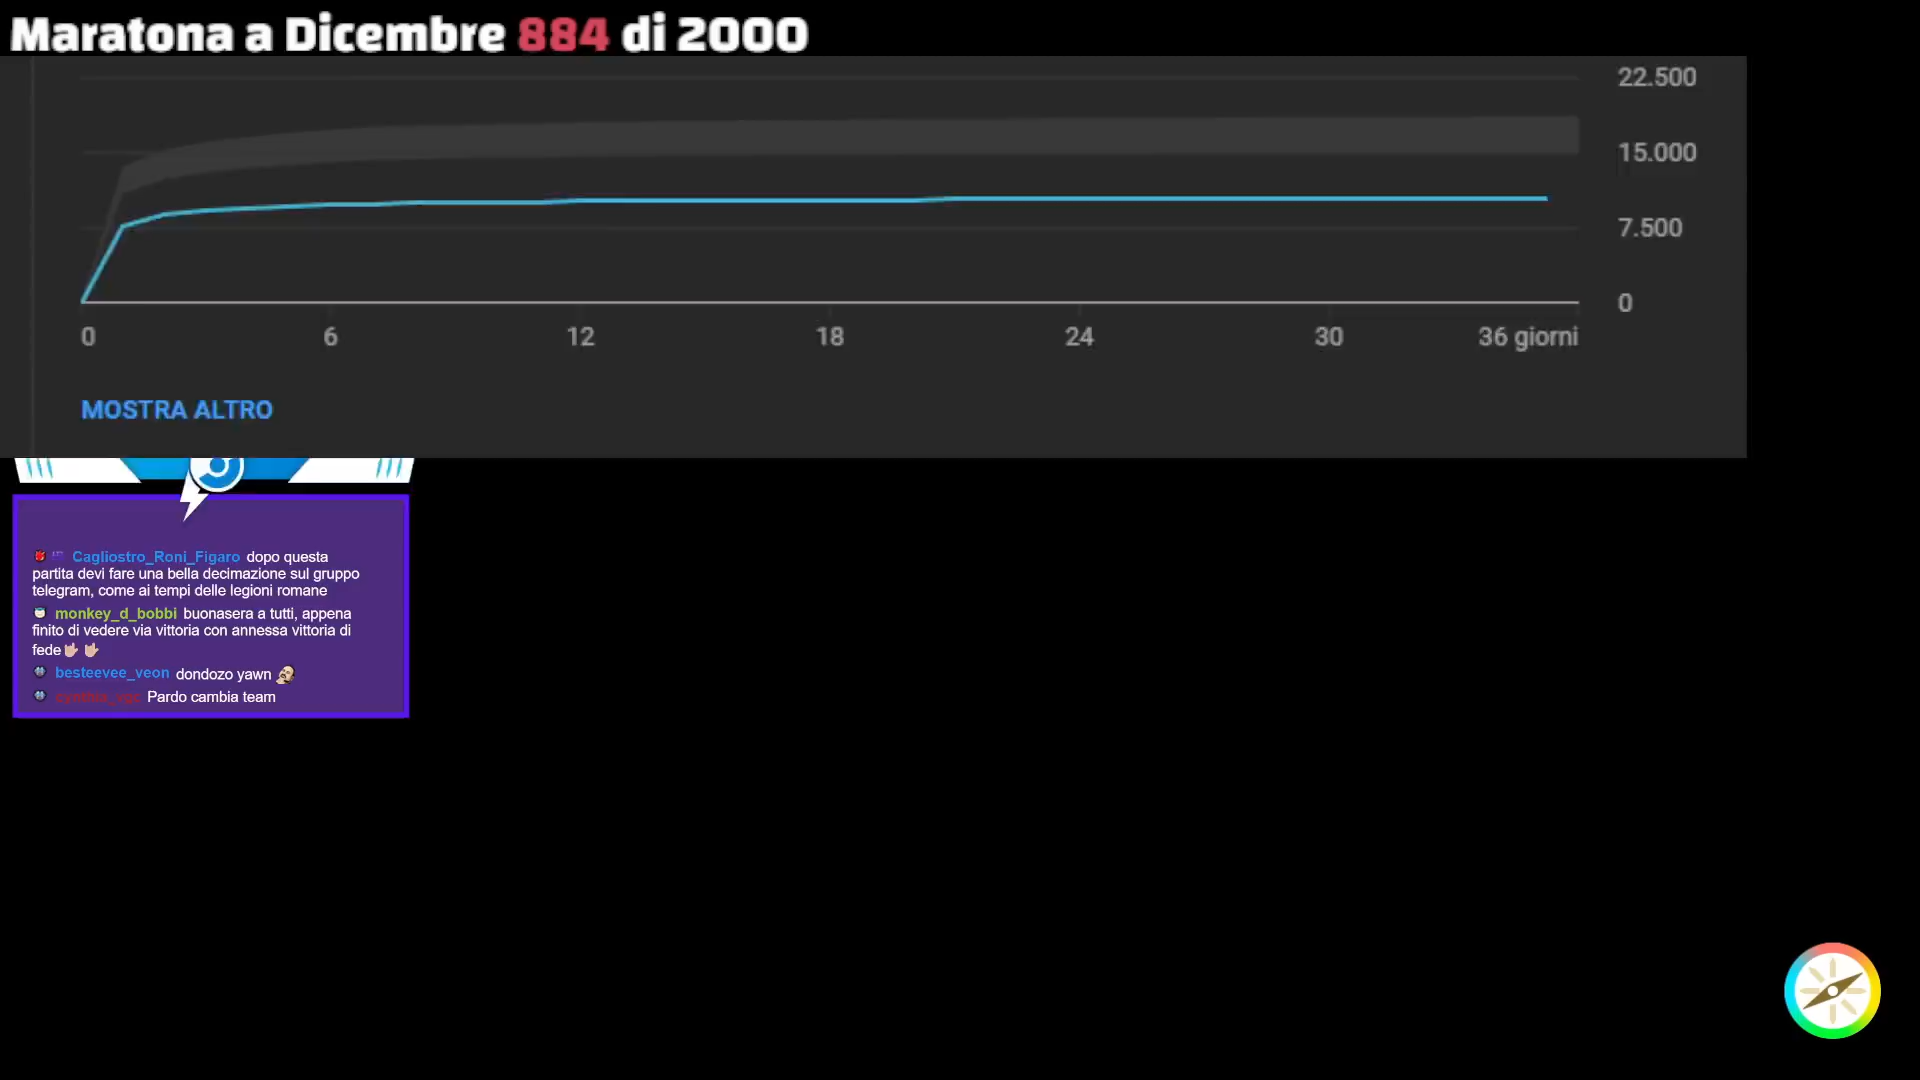 Maratona a Dicembre 884 di 2000
22.500
15.000
7.500
0
0 6 12 18 24 30 36 giorni
MOSTRA ALTRO
Cagliostro_Roni_Figaro dopo questa
partita devi fare una bella decimazione sul gruppo
telegram, come ai tempi delle legioni romane
monkey_d_bobbi buonasera a tutti, appena
finito di vedere via vittoria con annessa vittoria di
fede
besteevee_veon dondozo yawn
Pardo cambia team